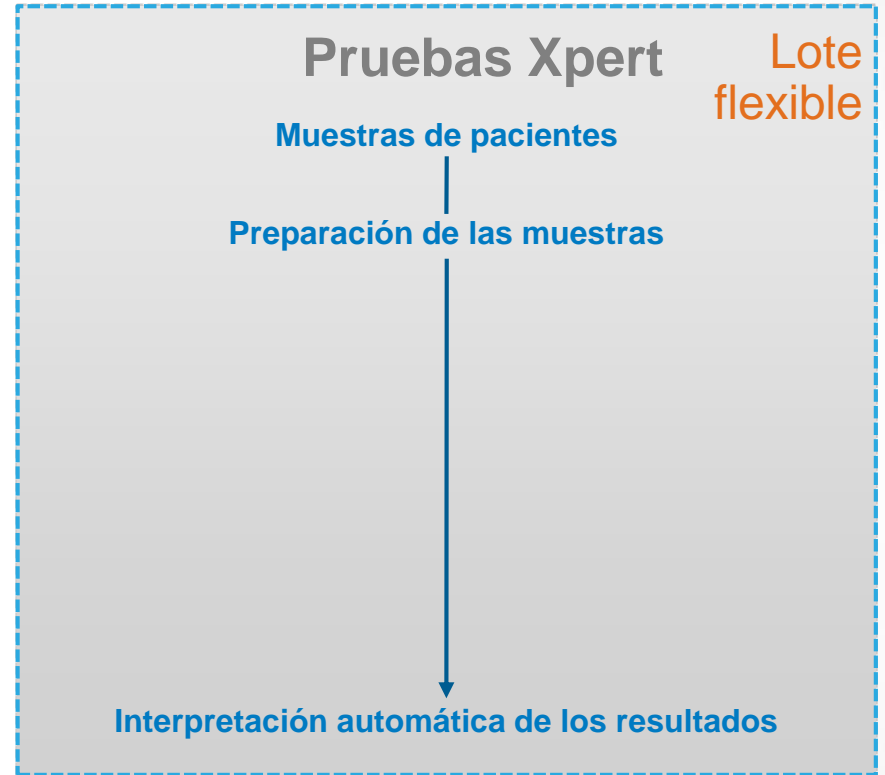 Pruebas Xpert
Lote
flexible
Muestras de pacientes
Preparación de las muestras
Interpretación automática de los resultados